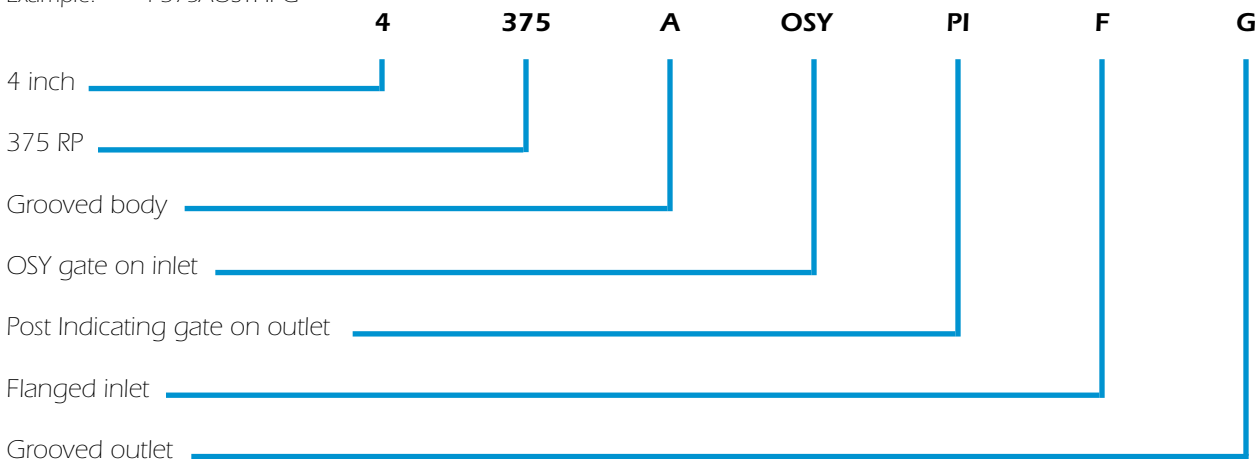 4 375 A OSY PI F G
4 inch
375 RP
Grooved body
OSY gate on inlet
Post Indicating gate on outlet
Flanged inlet
Grooved outlet